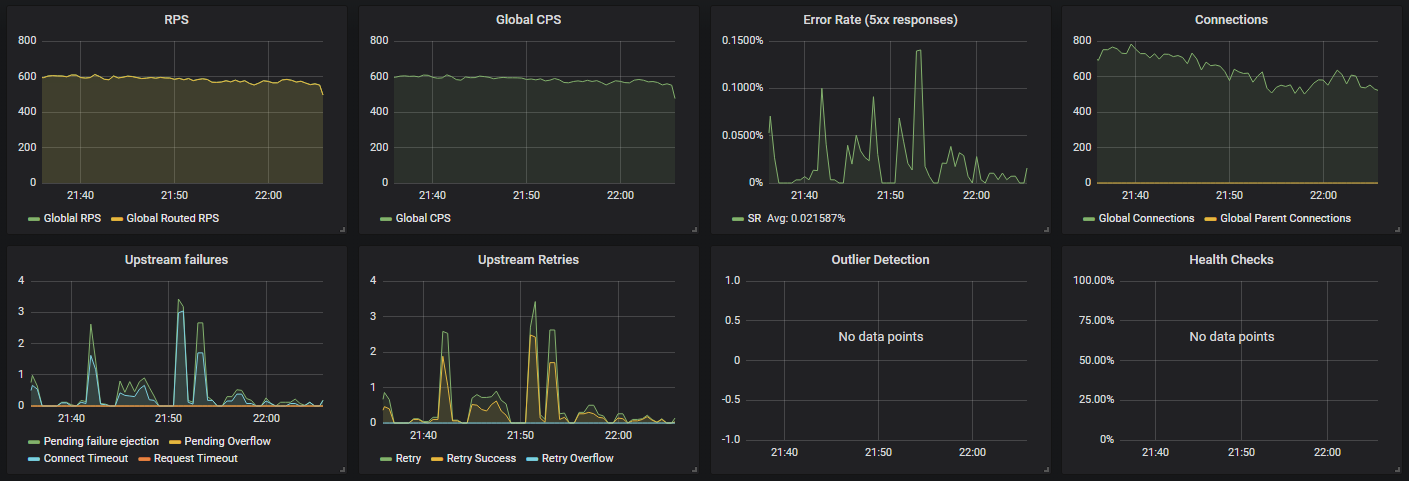 RPS
800
600
400
200
0
21:40 21:50 22:00
Globlal RPS Global Routed RPS
Global CPS
800
600
400
200
0
21:40 21:50 22:00
Global CPS
Error Rate (5xx responses)
0.1500%
0.1000%
0.0500%
0%
21:40 21:50 22:00
SR Avg: 0.021587%
Connections
800
600
400
200
0
21:40 21:50 22:00
Global Connections Global Parent Connections
Upstream failures
4
3
2
1
0
21:40 21:50 22:00
Pending failure ejection Pending Overflow
Connect Timeout Request Timeout
Upstream Retries
4
3
2
1
0
21:40 21:50 22:00
Retry Retry Success Retry Overflow
Outlier Detection
1.0
0.5
0
-0.5
-1.0
No data points
21:40 21:50 22:00
Health Checks
100.00%
75.00%
50.00%
25.00%
0%
No data points
21:40 21:50 22:00